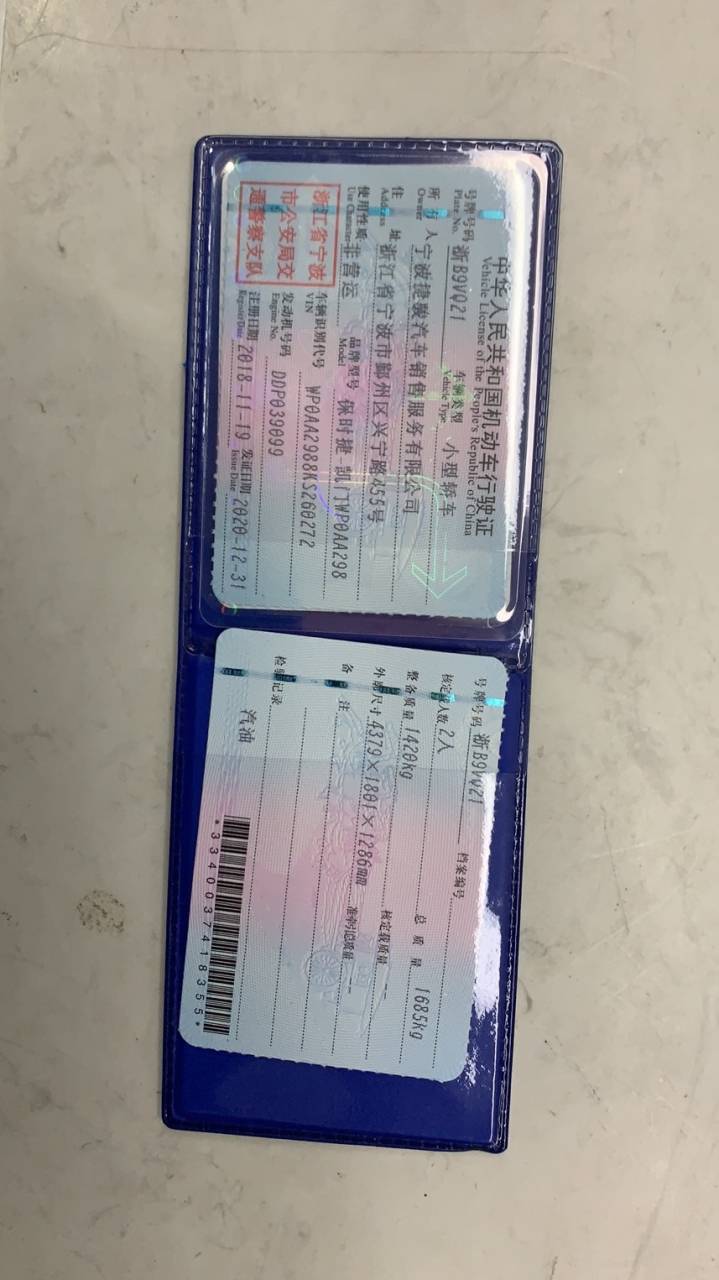 中华人民共和国机动车行驶证
Vehicle License of the People's Republic of China
号牌号码 浙B9VQ21 车辆类型 小型轿车
Plate No. Vehicle Type
所有人 宁波捷骏汽车销售服务有限公司
Owner
住址 浙江省宁波市鄞州区兴宁路455号
Address
使用性质 非营运 品牌型号 保时捷-凯门WP0AA298
Use Character Model
浙江省宁波
市公安局交
通警察支队
车辆识别代号 WP0AA2988KS260272
VIN
发动机号码 DDP039099
Engine No.
注册日期 2018-11-19 发证日期 2020-12-31
Register Date Issue Date
号牌号码 浙B9VQ21 档案编号
核定载人数 2人 总质量 1685kg
整备质量 1420kg 核定载质量 --
外廓尺寸 4379×1801×1286mm 准牵引总质量 --
备注
检验记录
汽油
*3340037418355*